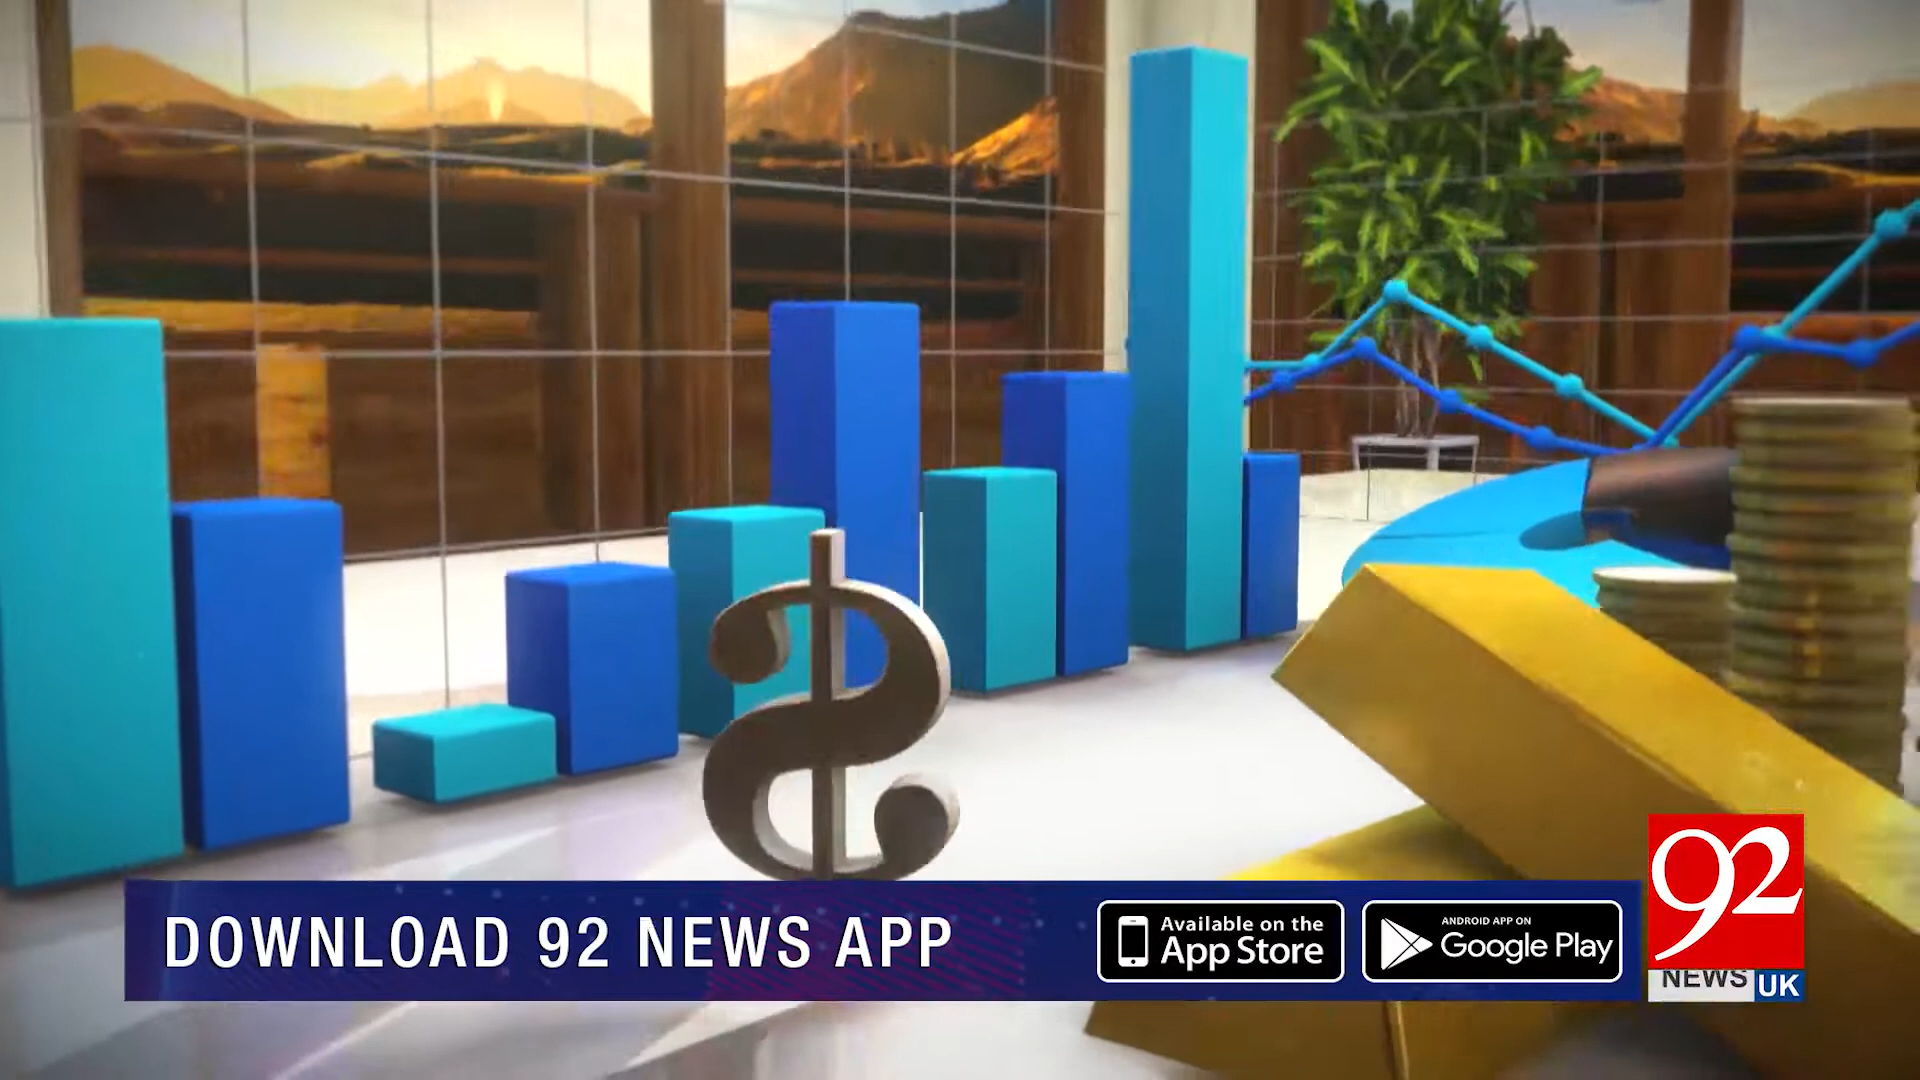 DOWNLOAD 92 NEWS APP
Available on the
App Store
ANDROID APP ON
Google Play
92
NEWS UK